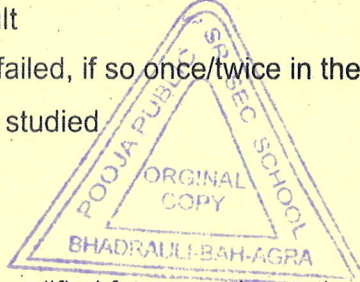 lt
failed, if so once/twice in the
studied
POOJA PUBLIC SR. SEC SCHOOL
ORGINAL
COPY
BHADRAULI-BAH-AGRA